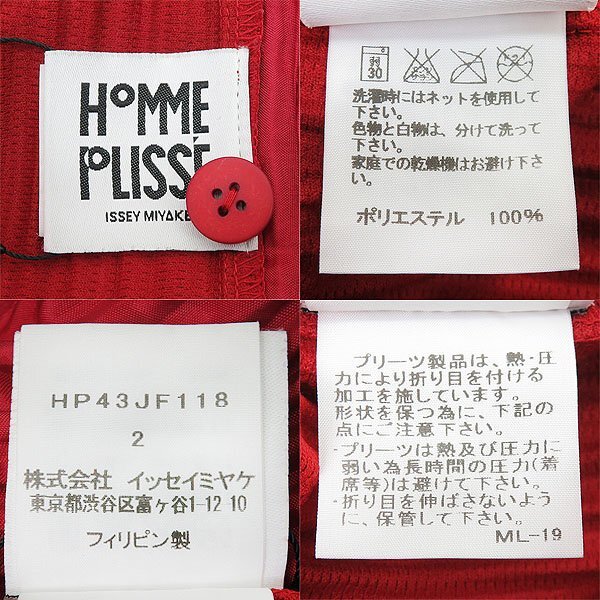 HOMME
PLISSÉ
ISSEY MIYAKE
弱
30
洗濯時にはネットを使用して
下さい。
色物と白物は、分けて洗って
下さい。
家庭での乾燥機はお避け下さ
い。
ポリエステル 100%
HP43JF118
2
株式会社 イッセイミヤケ
東京都渋谷区富ヶ谷1-12 10
フィリピン製
プリーツ製品は、熱・圧
力により折り目を付ける
加工を施しています。
形状を保つ為に、下記の
点にご注意下さい。
・プリーツは熱及び圧力に
弱い為長時間の圧力(着
席等)は避けて下さい。
・折り目を伸ばさないよう
に、保管して下さい。
ML-19